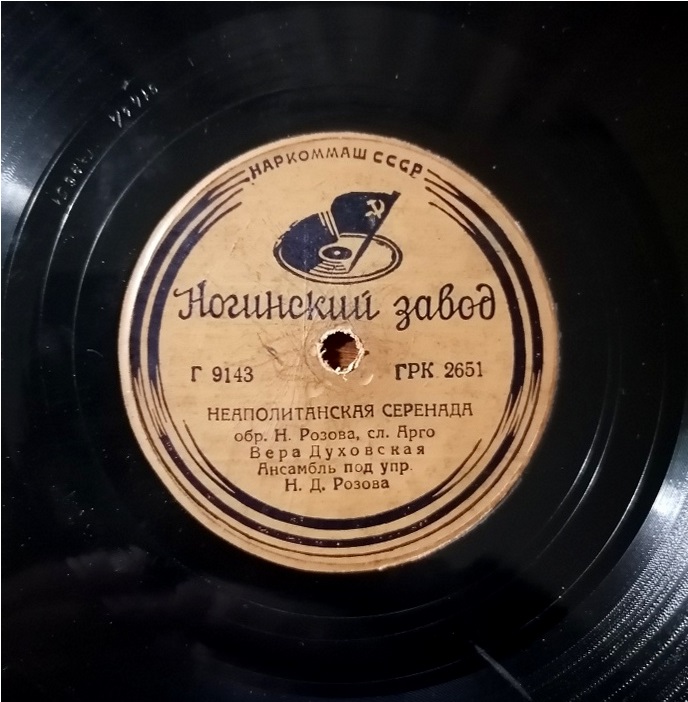 НАРКОММАШ СССР
Ногинский завод
Г 9143 ГРК 2651
НЕАПОЛИТАНСКАЯ СЕРЕНАДА
обр. Н. Розова, сл. Арго
Вера Духовская
Ансамбль под упр.
Н. Д. Розова